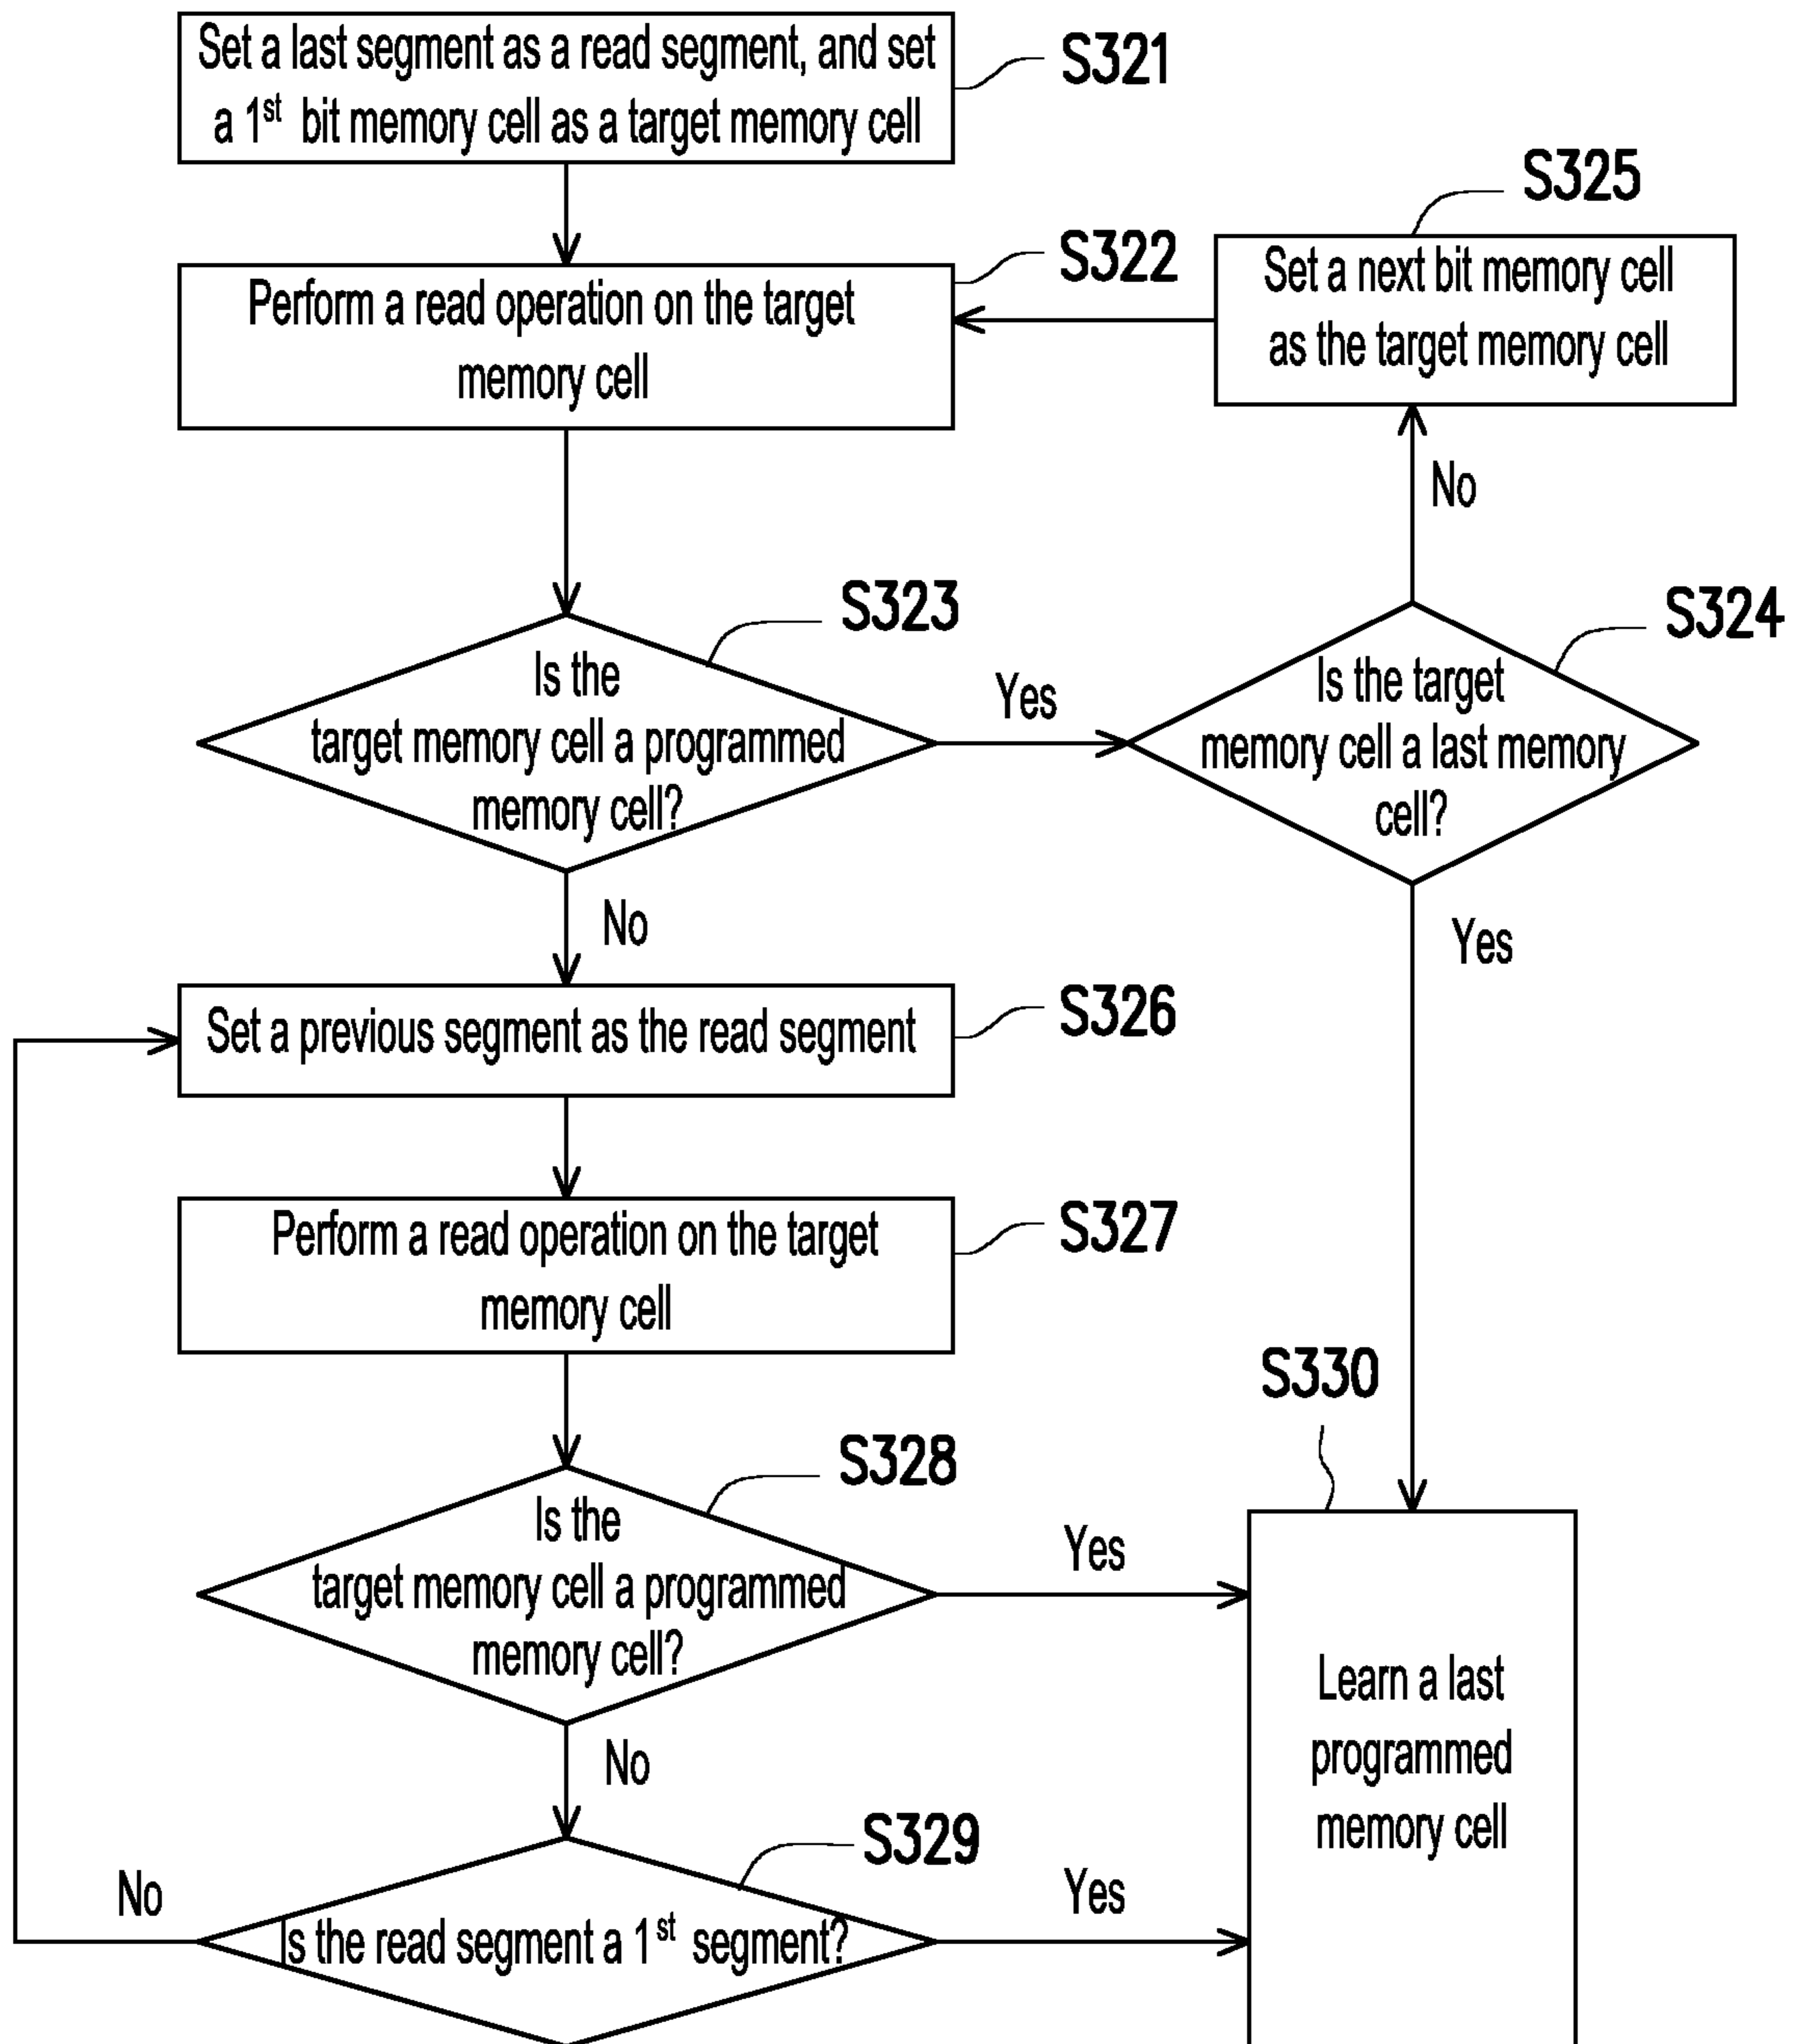 Set a last segment as a read segment, and set
a 1st bit memory cell as a target memory cell
S321
S325
Set a next bit memory cell
as the target memory cell
S322
Perform a read operation on the target
memory cell
No
S323
Is the
target memory cell a programmed
memory cell?
Yes
S324
Is the target
memory cell a last memory
cell?
No
Yes
Set a previous segment as the read segment
S326
Perform a read operation on the target
memory cell
S327
S328
Is the
target memory cell a programmed
memory cell?
Yes
No
S330
Learn a last
programmed
memory cell
S329
Is the read segment a 1st segment?
No
Yes